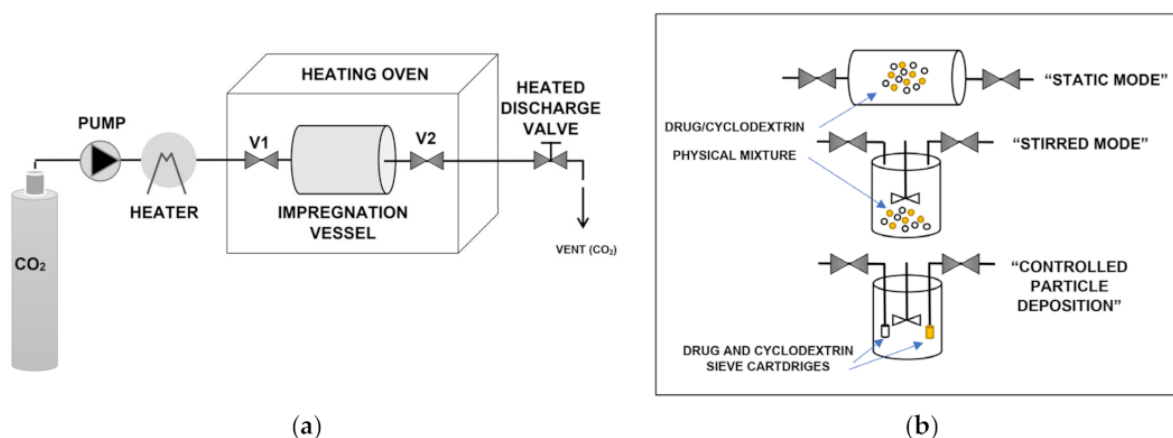 HEATING OVEN
HEATED
DISCHARGE
VALVE
PUMP
V1
V2
HEATER
IMPREGNATION
VESSEL
CO₂
VENT (CO₂)
(a)
"STATIC MODE"
DRUG/CYCLODEXTRIN
PHYSICAL MIXTURE
"STIRRED MODE"
"CONTROLLED
PARTICLE
DEPOSITION"
DRUG AND CYCLODEXTRIN
SIEVE CARTDRIGES
(b)